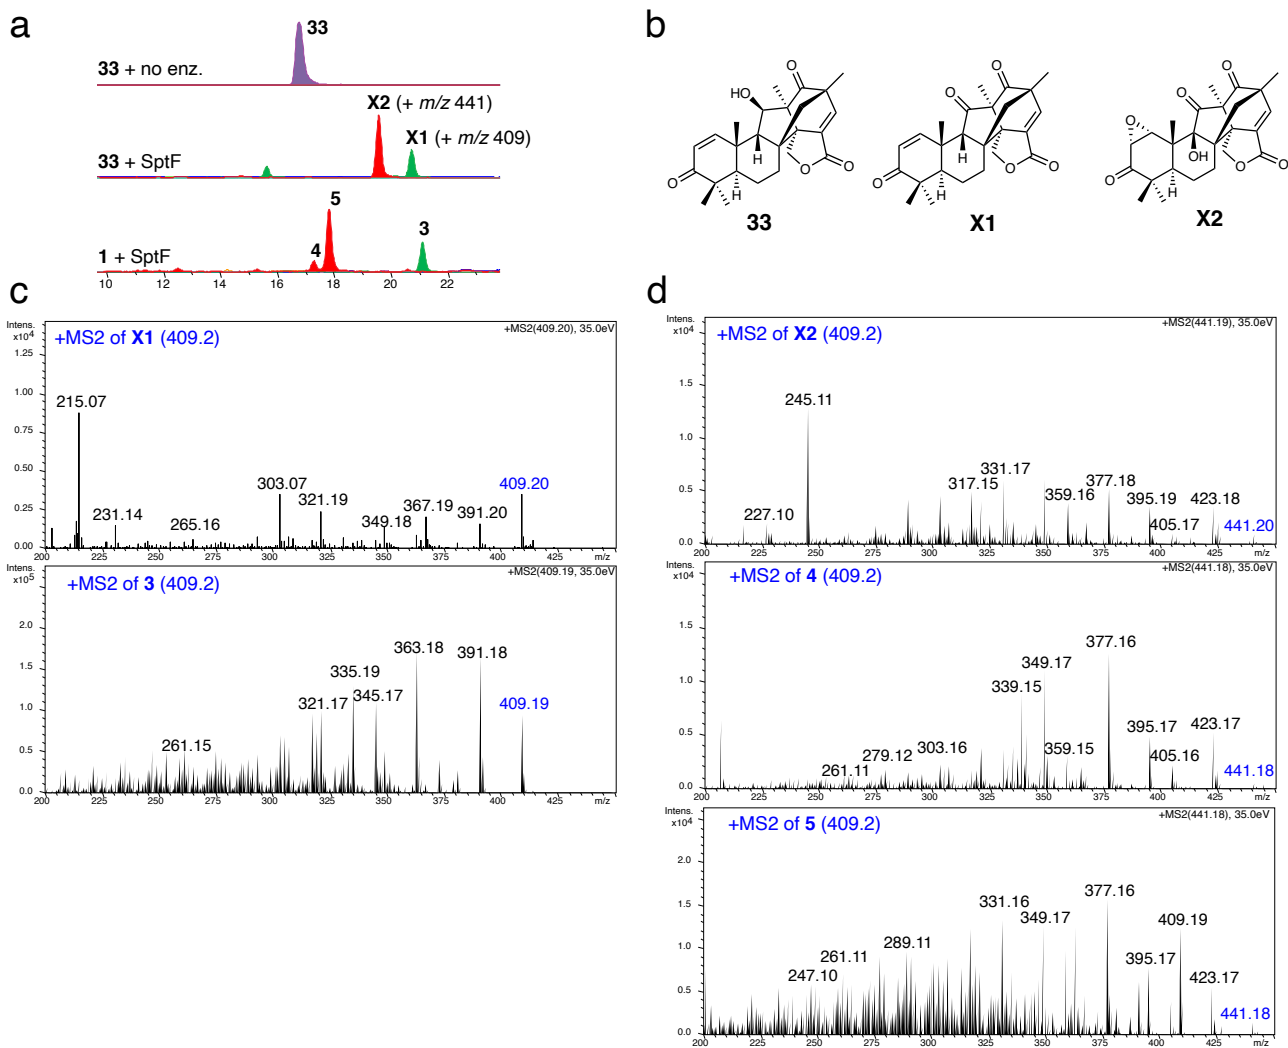 a
33
33 + no enz.
X2 (+ m/z 441)
X1 (+ m/z 409)
33 + SptF
5
4
3
1 + SptF
10 12 14 16 18 20 22
b
O
HO
O
H
O
O
H
33
O
O
O
H
O
O
H
X1
O
O
O
O
OH
O
O
H
X2
c
Intens.
x10⁴
+MS2 of X1 (409.2)
+MS2(409.20), 35.0eV
1.25
1.00
0.75
0.50
0.25
0.00
215.07
231.14
265.16
303.07
321.19
349.18
367.19
391.20
409.20
200 225 250 275 300 325 350 375 400 425 m/z
Intens.
x10⁵
+MS2 of 3 (409.2)
+MS2(409.19), 35.0eV
2.0
1.5
1.0
0.5
0.0
261.15
321.17
335.19
345.17
363.18
391.18
409.19
200 250 300 350 400 m/z
d
Intens.
x10⁴
+MS2 of X2 (409.2)
+MS2(441.19), 35.0eV
1.5
1.0
0.5
0.0
227.10
245.11
317.15
331.17
359.16
377.18
395.19
405.17
423.18
441.20
200 225 250 275 300 325 350 375 400 425 m/z
Intens.
x10⁴
+MS2 of 4 (409.2)
+MS2(441.18), 35.0eV
1.5
1.0
0.5
0.0
261.11
279.12
303.16
339.15
349.17
359.15
377.16
395.17
405.16
423.17
441.18
200 225 250 275 300 325 350 375 400 425 m/z
Intens.
x10⁴
+MS2 of 5 (409.2)
+MS2(441.18), 35.0eV
2.0
1.5
1.0
0.5
0.0
247.10
261.11
289.11
331.16
349.17
377.16
395.17
409.19
423.17
441.18
200 225 250 275 300 325 350 375 400 425 m/z